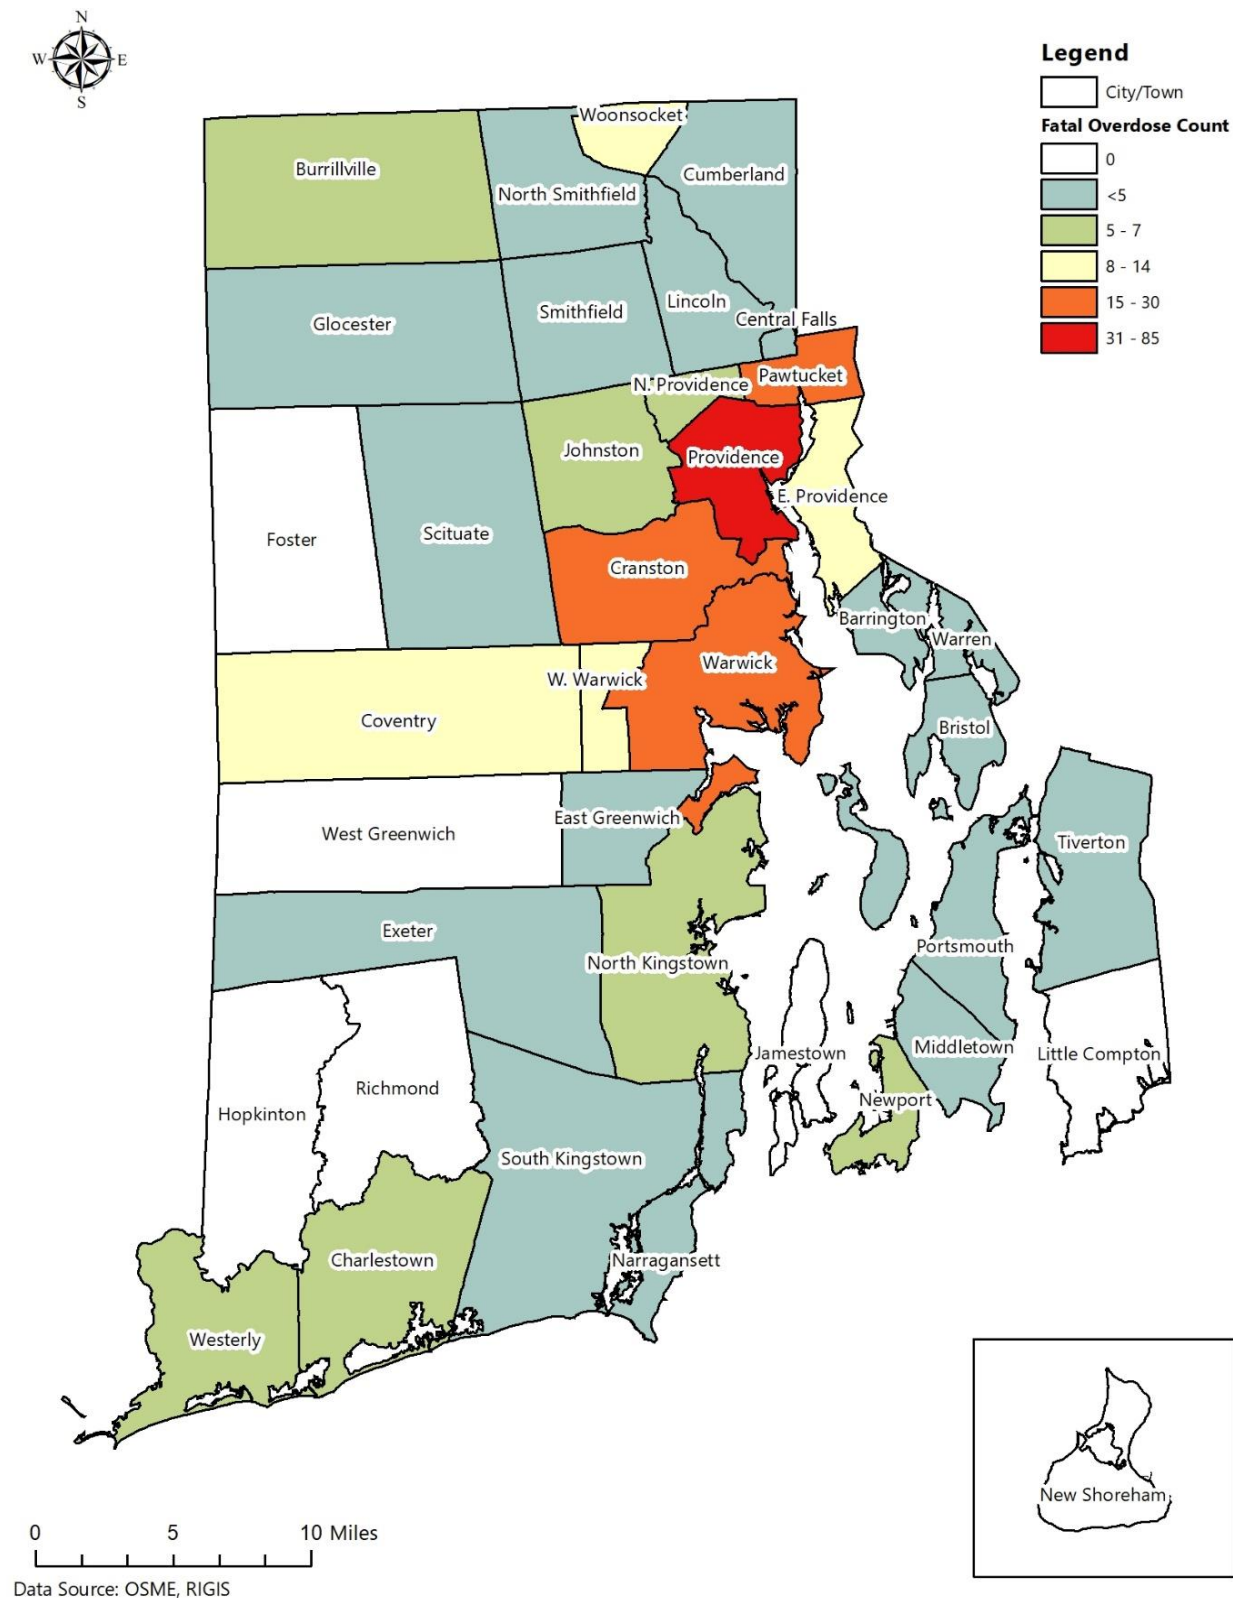 N
W E
S
Legend
City/Town
Fatal Overdose Count
0
<5
5 - 7
8 - 14
15 - 30
31 - 85
Woonsocket
Burrillville
Cumberland
North Smithfield
Lincoln
Smithfield
Central Falls
Glocester
Pawtucket
N. Providence
Johnston
Providence
E. Providence
Scituate
Foster
Cranston
Barrington
Warren
Warwick
W. Warwick
Coventry
Bristol
East Greenwich
West Greenwich
Tiverton
Exeter
Portsmouth
North Kingstown
Jamestown
Middletown
Little Compton
Richmond
Newport
Hopkinton
South Kingstown
Charlestown
Narragansett
Westerly
New Shoreham
0 5 10 Miles
Data Source: OSME, RIGIS